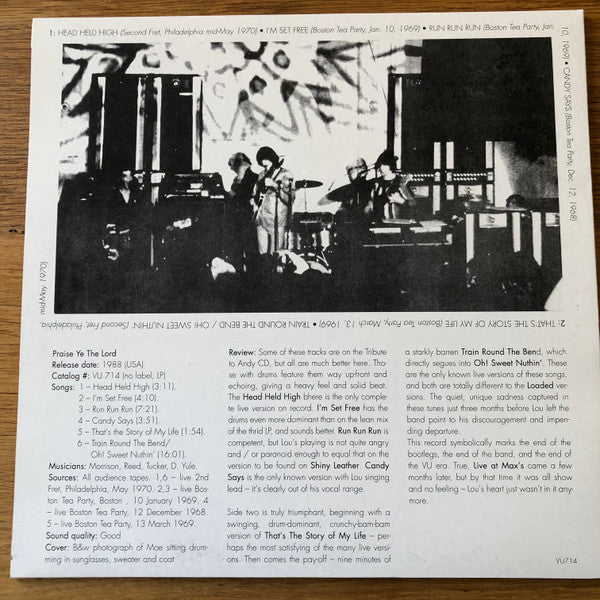 1: HEAD HELD HIGH (Second Fret, Philadelphia mid-May 1970) • I'M SET FREE (Boston Tea Party, Jan. 10, 1969) • RUN RUN RUN (Boston Tea Party, Jan.
10, 1969) • CANDY SAYS (Boston Tea Party, Dec. 12, 1968)
2: THAT'S THE STORY OF MY LIFE (Boston Tea Party, March 13, 1969) • TRAIN ROUND THE BEND / OH! SWEET NUTHIN' (Second Fret, Philadelphia,
mid-May 1970)
Praise Ye The Lord
Release date: 1988 (USA)
Catalog #: VU 714 (no label; LP)
Songs: 1 – Head Held High (3:11).
2 – I'm Set Free (4:10).
3 – Run Run Run (7:21).
4 – Candy Says (3:51).
5 – That's the Story of My Life (1:54).
6 – Train Round The Bend/
Oh! Sweet Nuthin' (16:01).
Musicians: Morrison, Reed, Tucker, D. Yule.
Sources: All audience tapes. 1,6 – live 2nd
Fret, Philadelphia, May 1970. 2,3 – live Bos-
ton Tea Party, Boston , 10 January 1969. 4
– live Boston Tea Party, 12 December 1968.
5 – live Boston Tea Party, 13 March 1969.
Sound quality: Good
Cover: B&w photograph of Moe sitting drum-
ming in sunglasses, sweater and coat
Review: Some of these tracks are on the Tribute
to Andy CD, but all are much better here. Tho-
ase with drums feature them way upfront and
echoing, giving a heavy feel and solid beat.
The Head Held High bhere is the only comple-
te live version on record. I'm Set Free has the
drums even more dominant than on the lean mix
of the thrid LP, and sounds better. Run Run Run is
competent, but Lou's playing is not quite angry
and / or paranoid enough to equal that on the
version to be found on Shiny Leather. Candy
Says is the only known version with Lou singing
lead – it's clearly out of his vocal range.
Side two is truly triumphant, beginning with a
swinging, drum-dominant, crunchy-bam-bam
version of That's The Story of My Life – per-
haps the most satisfying of the many live versi-
ons. Then comes the pay-off – nine minutes of
a starkly barren Train Round The Bend, which
directly segues into Oh! Sweet Nuthin'. These
are the only known live versions of these songs,
and both are totally different to the Loaded ver-
sions. The quiet, unique sadness captured in
these tunes just three months before Lou left the
band point to his discouragement and impen-
ding departure.
This record symbolically marks the end of the
bootlegs, the end of the band, and the end of
the VU era. True, Live at Max's came a few
months later, but by that time it was all show
and no feeling – Lou's heart just wasn't in it any-
more.
VU714